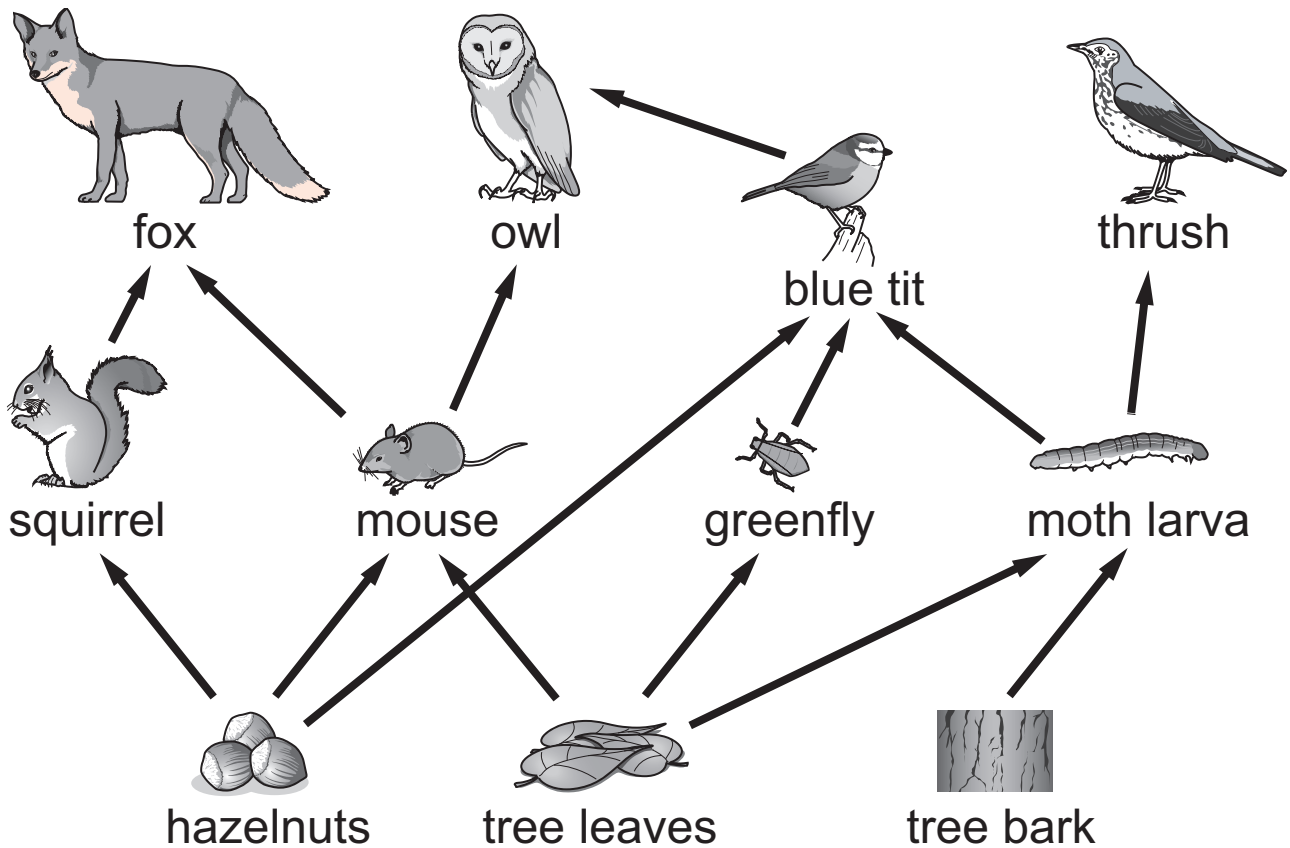 fox
owl
thrush
blue tit
squirrel
mouse
greenfly
moth larva
hazelnuts
tree leaves
tree bark